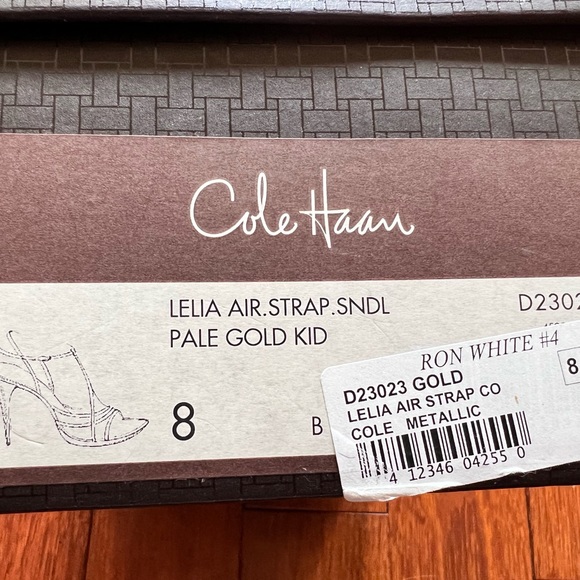 Cole Haan
LELIA AIR.STRAP.SNDL
PALE GOLD KID
D2302
8
B
RON WHITE #4
D23023 GOLD
8
LELIA AIR STRAP CO
COLE METALLIC
4 12346 04255 0